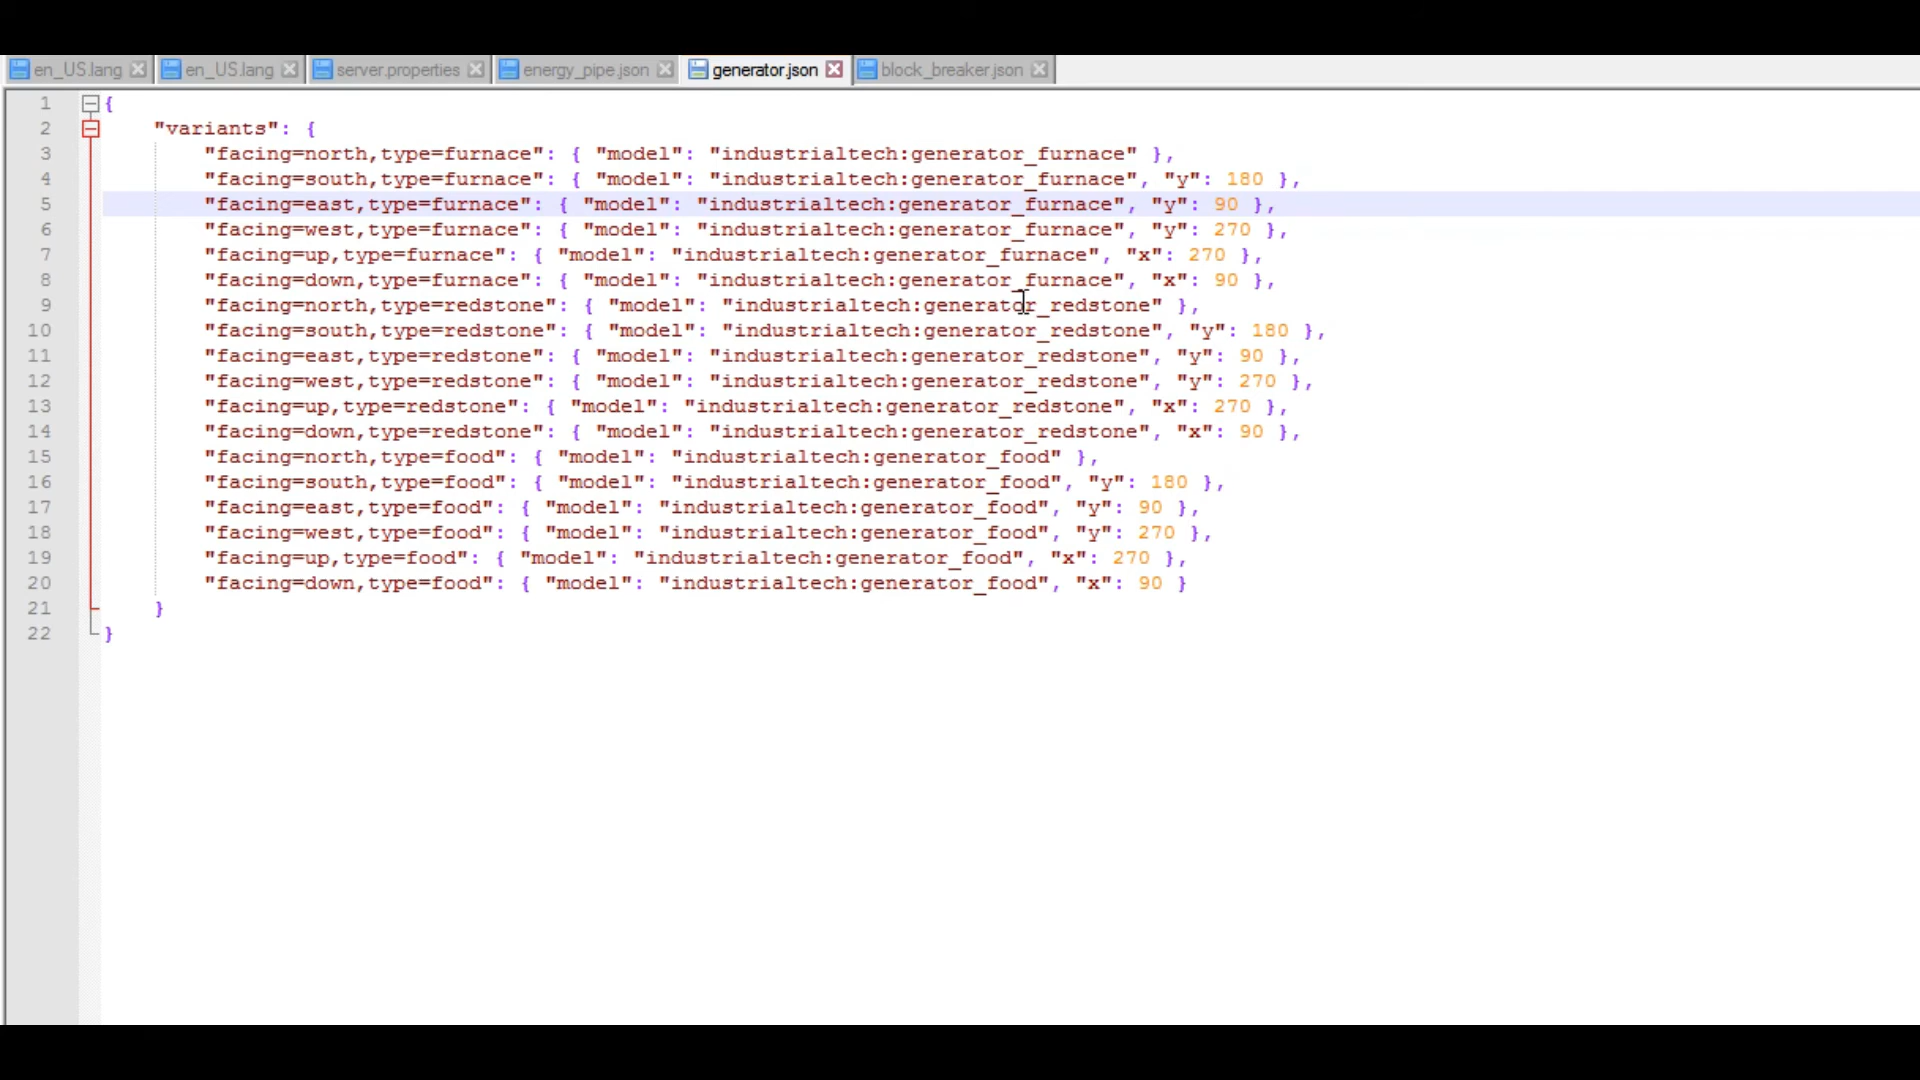 en_US.lang en_US.lang server.properties energy_pipe.json generator.json block_breaker.json
1 {
2 "variants": {
3 "facing=north,type=furnace": { "model": "industrialtech:generator_furnace" },
4 "facing=south,type=furnace": { "model": "industrialtech:generator_furnace", "y": 180 },
5 "facing=east,type=furnace": { "model": "industrialtech:generator_furnace", "y": 90 },
6 "facing=west,type=furnace": { "model": "industrialtech:generator_furnace", "y": 270 },
7 "facing=up,type=furnace": { "model": "industrialtech:generator_furnace", "x": 270 },
8 "facing=down,type=furnace": { "model": "industrialtech:generator_furnace", "x": 90 },
9 "facing=north,type=redstone": { "model": "industrialtech:generator_redstone" },
10 "facing=south,type=redstone": { "model": "industrialtech:generator_redstone", "y": 180 },
11 "facing=east,type=redstone": { "model": "industrialtech:generator_redstone", "y": 90 },
12 "facing=west,type=redstone": { "model": "industrialtech:generator_redstone", "y": 270 },
13 "facing=up,type=redstone": { "model": "industrialtech:generator_redstone", "x": 270 },
14 "facing=down,type=redstone": { "model": "industrialtech:generator_redstone", "x": 90 },
15 "facing=north,type=food": { "model": "industrialtech:generator_food" },
16 "facing=south,type=food": { "model": "industrialtech:generator_food", "y": 180 },
17 "facing=east,type=food": { "model": "industrialtech:generator_food", "y": 90 },
18 "facing=west,type=food": { "model": "industrialtech:generator_food", "y": 270 },
19 "facing=up,type=food": { "model": "industrialtech:generator_food", "x": 270 },
20 "facing=down,type=food": { "model": "industrialtech:generator_food", "x": 90 }
21 }
22 }